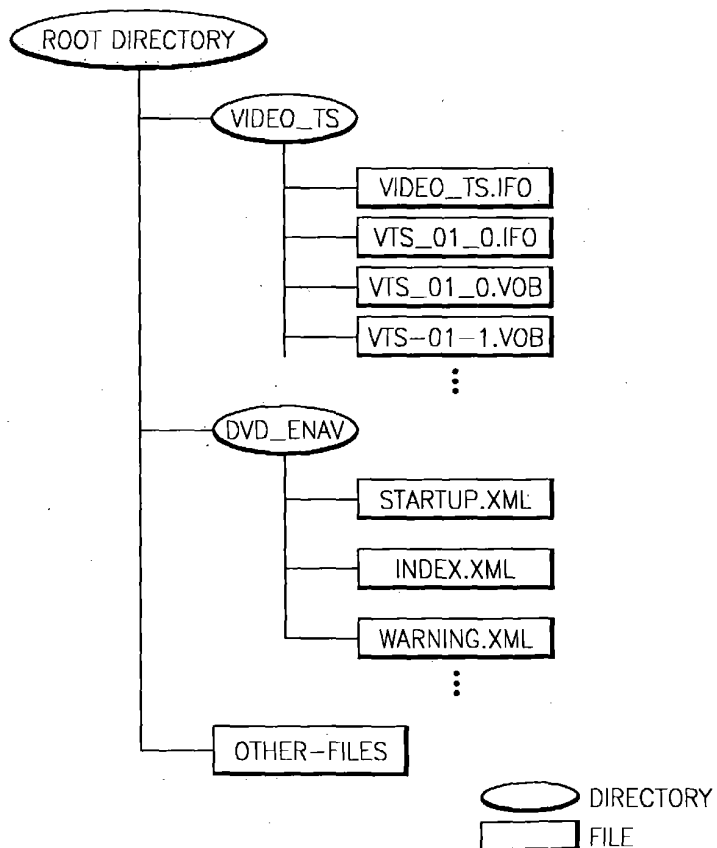 ROOT DIRECTORY
VIDEO_TS
VIDEO_TS.IFO
VTS_01_0.IFO
VTS_01_0.VOB
VTS-01-1.VOB
DVD_ENAV
STARTUP.XML
INDEX.XML
WARNING.XML
OTHER-FILES
DIRECTORY
FILE